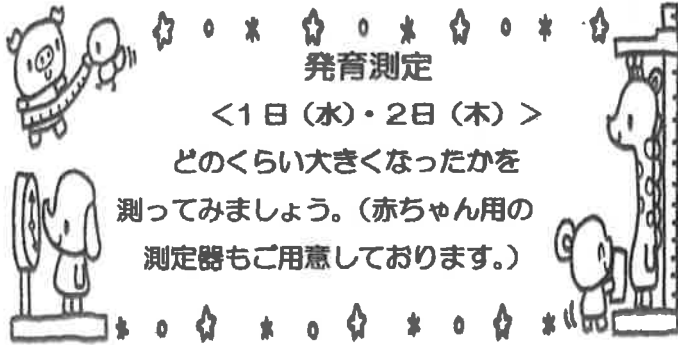 発育測定
<1日（水）・2日（木）>
どのくらい大きくなったかを
測ってみましょう。（赤ちゃん用の
測定器もご用意しております。）